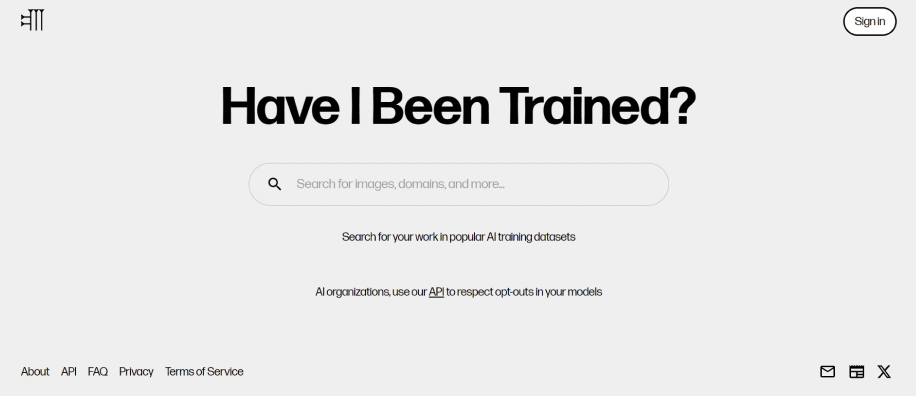 Sign in
Have I Been Trained?
Search for images, domains, and more...
Search for your work in popular AI training datasets
AI organizations, use our API to respect opt-outs in your models
About API FAQ Privacy Terms of Service